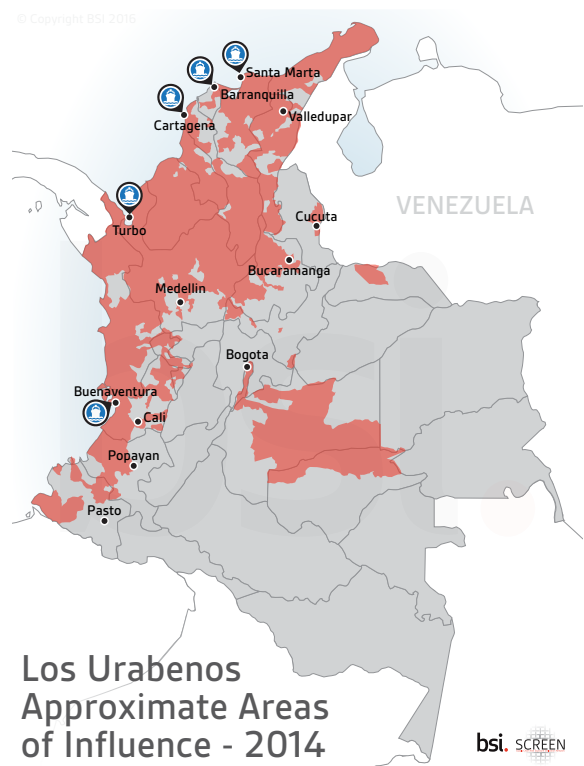 © Copyright BSI 2015
Santa Marta
Barranquilla
Cartagena
Valledupar
VENEZUELA
Turbo
Cucuta
Bucaramanga
Medellin
Bogota
Buenaventura
Cali
Popayan
Pasto
Los Urabenos
Approximate Areas
of Influence - 2014
bsi. SCREEN